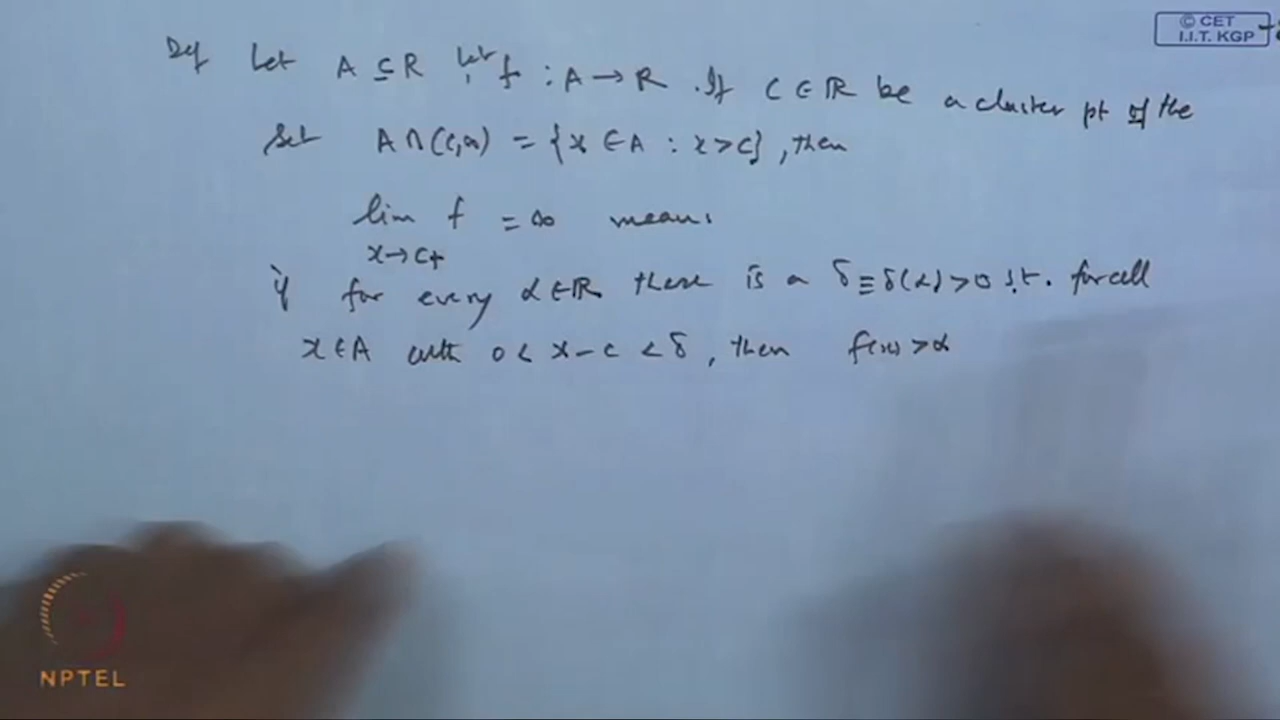 © CET
I.I.T. KGP
Def Let A ⊆ R let f : A → R . If C ∈ ℝ be a cluster pt of the
Set A ∩ (c,∞) = {x ∈ A : x > c} , then
lim f = ∞ means
x → c+
if for every α ∈ ℝ there is a δ ≡ δ(α) > 0 s.t. for all
x ∈ A with 0 < x – c < δ , then f(x) > α
NPTEL